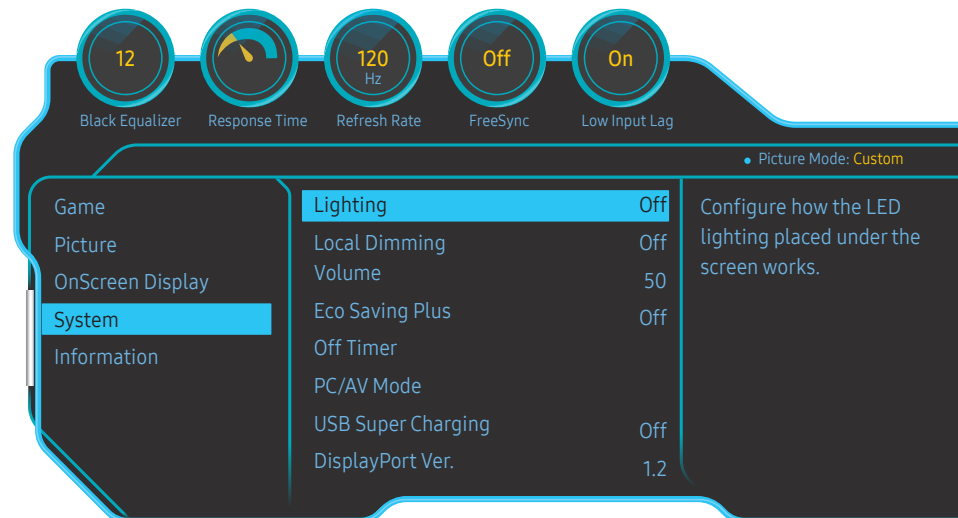 12
120
Hz
Off
On
Black Equalizer
Response Time
Refresh Rate
FreeSync
Low Input Lag
• Picture Mode: Custom
Game
Picture
OnScreen Display
System
Information
Lighting Off
Local Dimming Off
Volume 50
Eco Saving Plus Off
Off Timer
PC/AV Mode
USB Super Charging Off
DisplayPort Ver. 1.2
Configure how the LED
lighting placed under the
screen works.